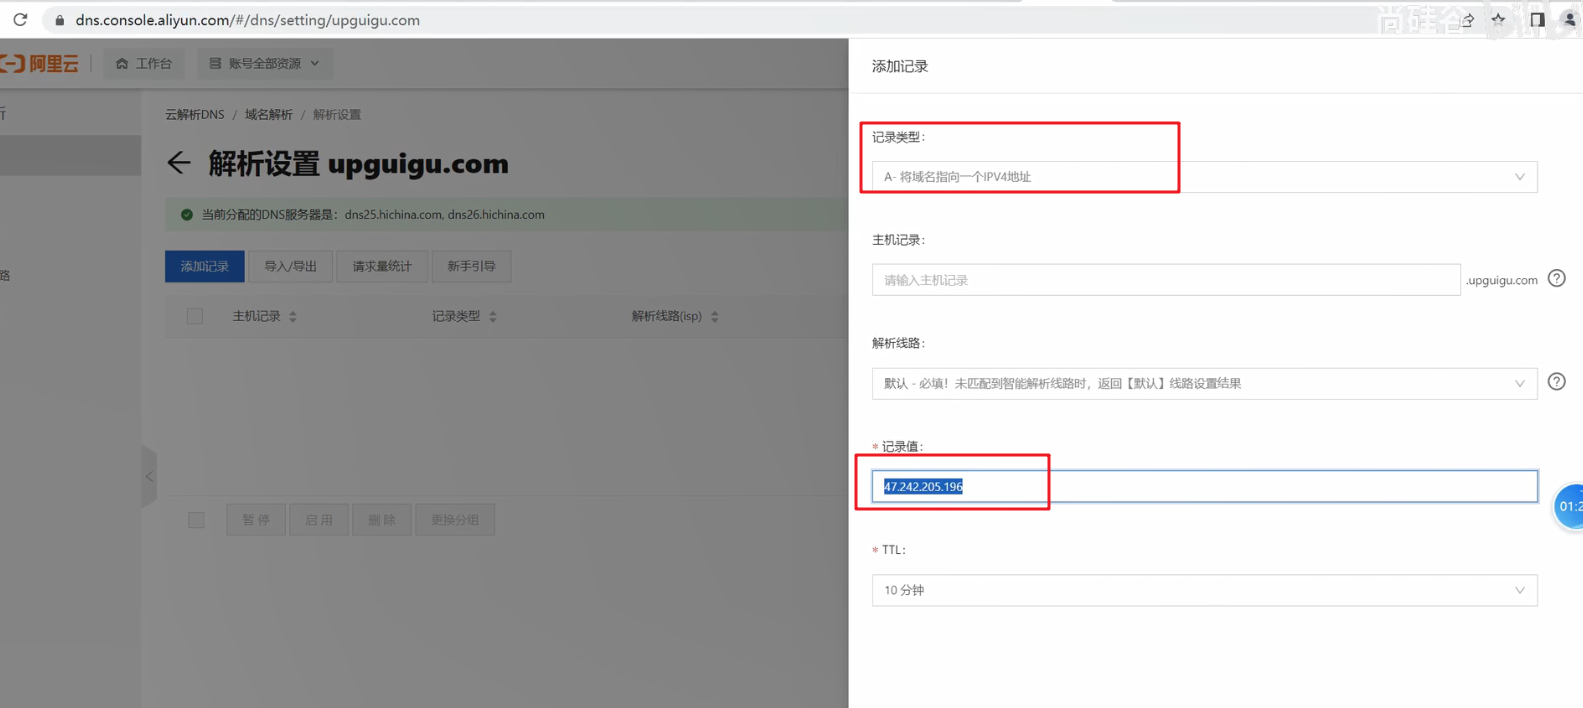 dns.console.aliyun.com/#/dns/setting/upguigu.com
尚硅谷
阿里云
工作台
账号全部资源
析
云解析DNS / 域名解析 / 解析设置
解析设置 upguigu.com
当前分配的DNS服务器是：dns25.hichina.com, dns26.hichina.com
添加记录 导入/导出 请求量统计 新手引导
路
主机记录 记录类型 解析线路(isp)
暂 停 启 用 删 除 更换分组
添加记录
记录类型：
A- 将域名指向一个IPV4地址
主机记录：
请输入主机记录
.upguigu.com
解析线路：
默认 - 必填！未匹配到智能解析线路时，返回【默认】线路设置结果
* 记录值：
47.242.205.196
01:2
* TTL：
10 分钟